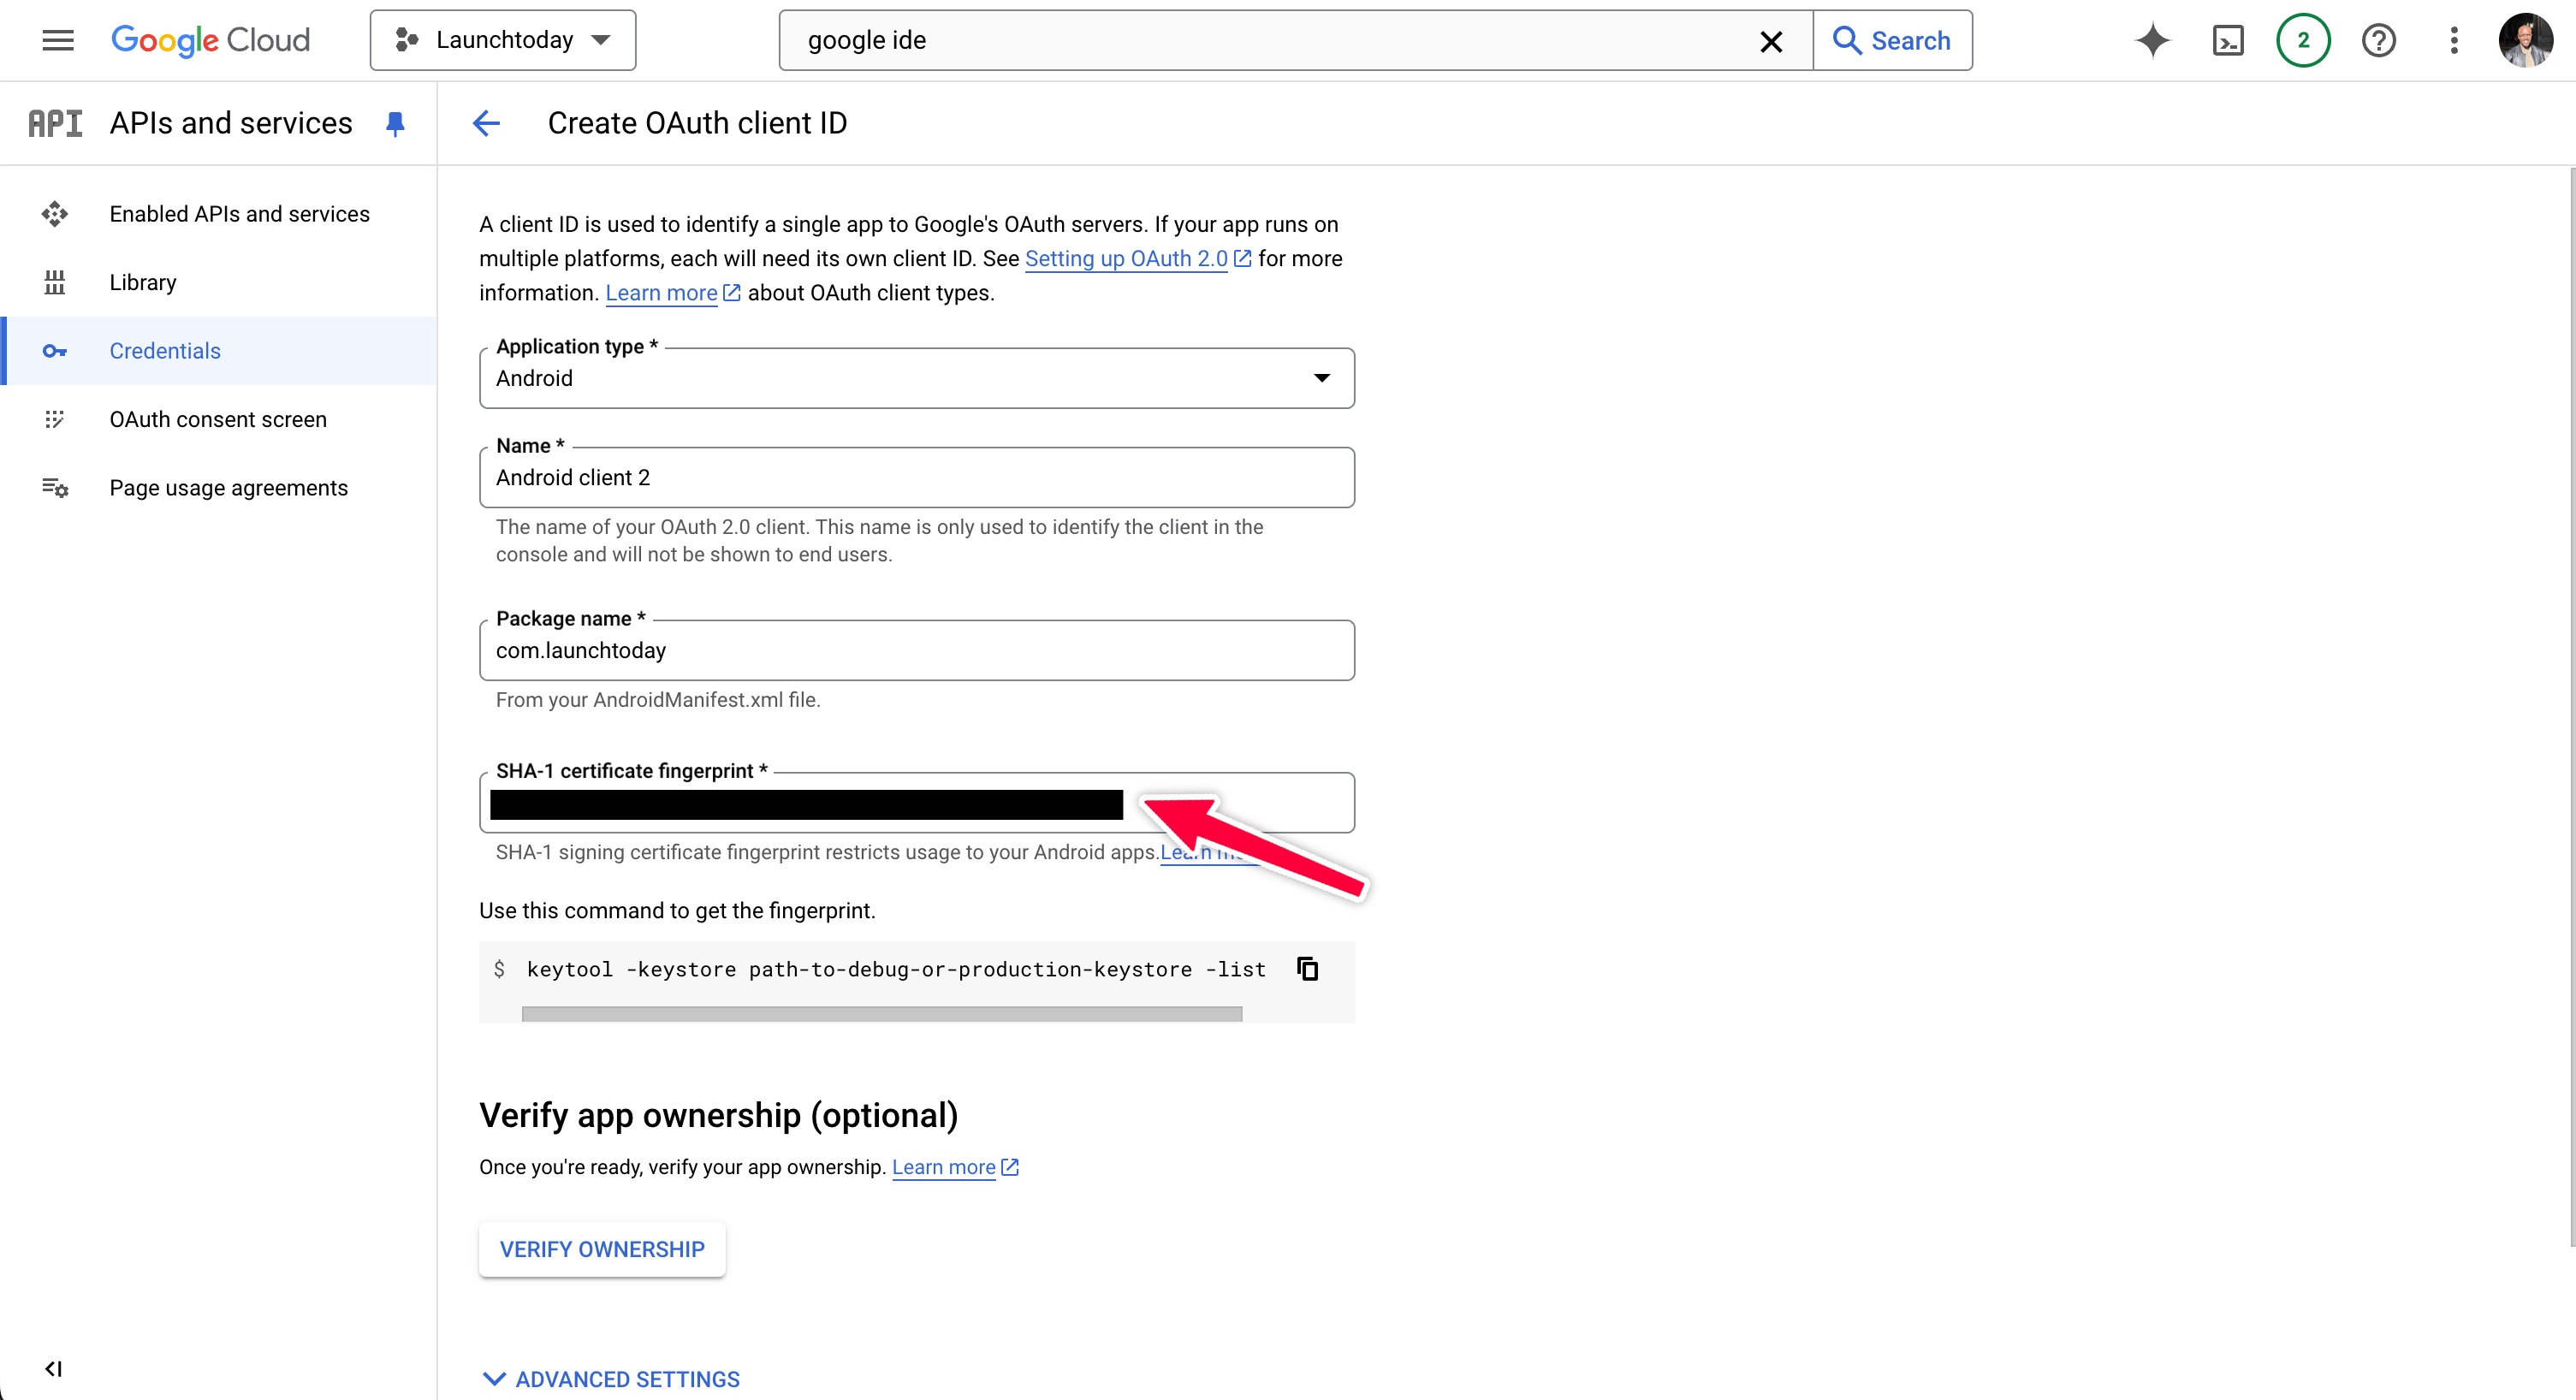 Google Cloud
Launchtoday
google ide
Search
2
API APIs and services
Create OAuth client ID
Enabled APIs and services
Library
Credentials
OAuth consent screen
Page usage agreements
A client ID is used to identify a single app to Google's OAuth servers. If your app runs on
multiple platforms, each will need its own client ID. See Setting up OAuth 2.0 for more
information. Learn more about OAuth client types.
Application type *
Android
Name *
Android client 2
The name of your OAuth 2.0 client. This name is only used to identify the client in the
console and will not be shown to end users.
Package name *
com.launchtoday
From your AndroidManifest.xml file.
SHA-1 certificate fingerprint *
SHA-1 signing certificate fingerprint restricts usage to your Android apps. Learn
Use this command to get the fingerprint.
$ keytool -keystore path-to-debug-or-production-keystore -list
Verify app ownership (optional)
Once you're ready, verify your app ownership. Learn more
VERIFY OWNERSHIP
ADVANCED SETTINGS